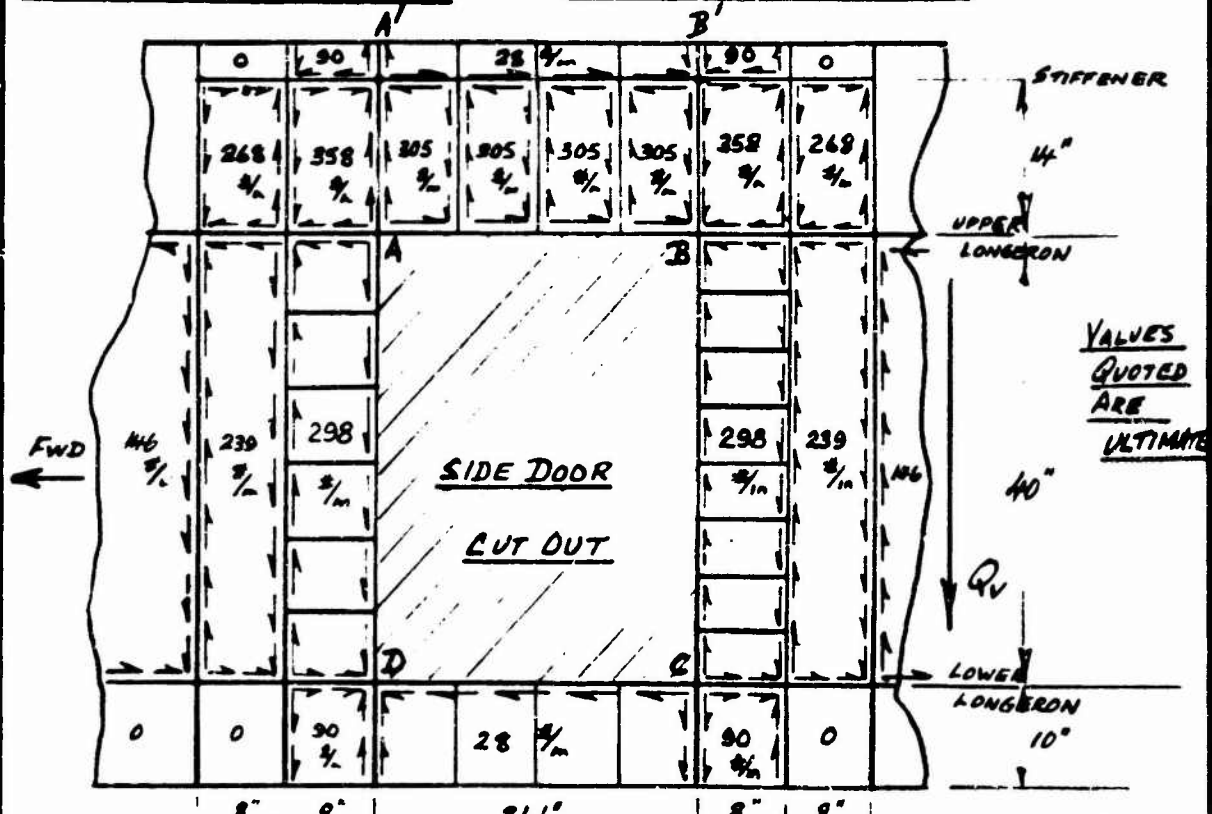 A' B'
0 90 28 #/in 90 0
STIFFENER
268 358 305 305 305 305 358 268
#/in #/in #/in #/in #/in #/in #/in #/in
14"
UPPER
LONGERON
A B
VALUES
QUOTED
ARE
ULTIMATE
FWD
146 239 298 298 239 146
#/in #/in #/in #/in #/in
SIDE DOOR
CUT OUT
40"
Qv
D C
LOWER
LONGERON
0 0 90 28 #/in 90 0
#/in #/in
10"
8" 8" 8" 8"